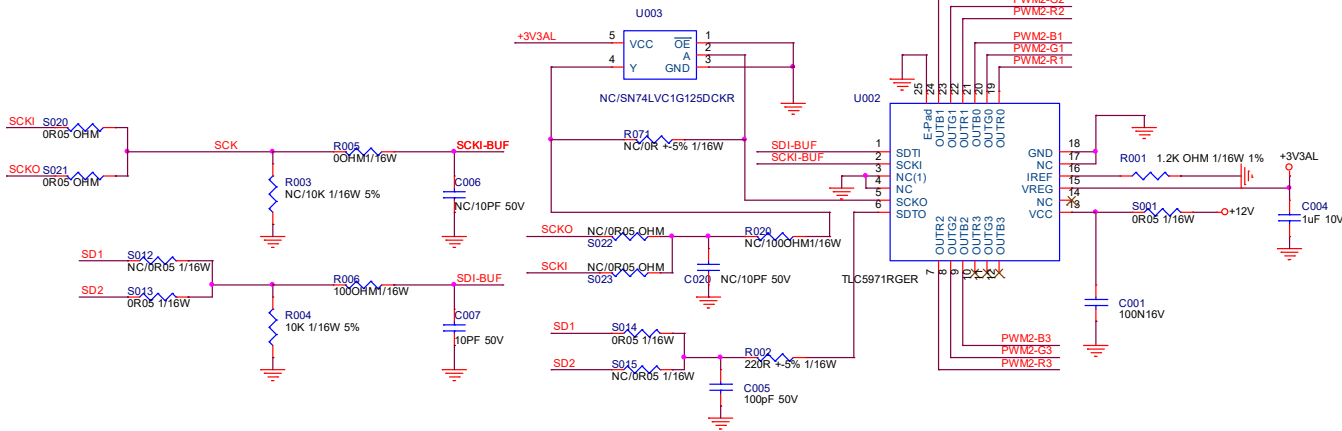 PWM2-G2
PWM2-R2
U003
+3V3AL
5
VCC
OE
1
A
2
4
Y
GND
3
NC/SN74LVC1G125DCKR
PWM2-B1
PWM2-G1
PWM2-R1
U002
25
24
23
22
21
20
19
E-Pad
OUTB1
OUTG1
OUTR1
OUTB0
OUTG0
OUTR0
SCKI
S020
0R05 OHM
SCK
SCKO
S021
0R05 OHM
R005
0OHM1/16W
SCKI-BUF
R003
NC/10K 1/16W 5%
C006
NC/10PF 50V
R071
NC/0R +-5% 1/16W
SDI-BUF
SCKI-BUF
1
SDTI
2
SCKI
3
NC(1)
4
NC
5
SCKO
6
SDTO
GND
18
NC
17
IREF
16
VREG
15
NC
14
VCC
13
R001
1.2K OHM 1/16W 1%
+3V3AL
S001
0R05 1/16W
+12V
C004
1uF 10V
OUTR2
OUTG2
OUTB2
OUTR3
OUTG3
OUTB3
7
8
9
10
11
12
TLC5971RGER
C001
100N16V
SD1
S012
NC/0R05 1/16W
SD2
S013
0R05 1/16W
R006
100OHM1/16W
SDI-BUF
R004
10K 1/16W 5%
C007
10PF 50V
SCKO
NC/0R05 OHM
S022
SCKI
NC/0R05 OHM
S023
R020
NC/100OHM1/16W
C020
NC/10PF 50V
SD1
S014
0R05 1/16W
SD2
S015
NC/0R05 1/16W
R002
220R +-5% 1/16W
C005
100pF 50V
PWM2-B3
PWM2-G3
PWM2-R3